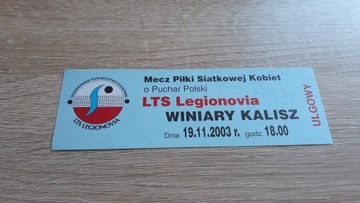 Mecz Piłki Siatkowej Kobiet
o Puchar Polski
LTS Legionovia
WINIARY KALISZ
Dnia 19.11.2003 r. godz. 18.00
ULGOWY
LTS LEGIONOVIA